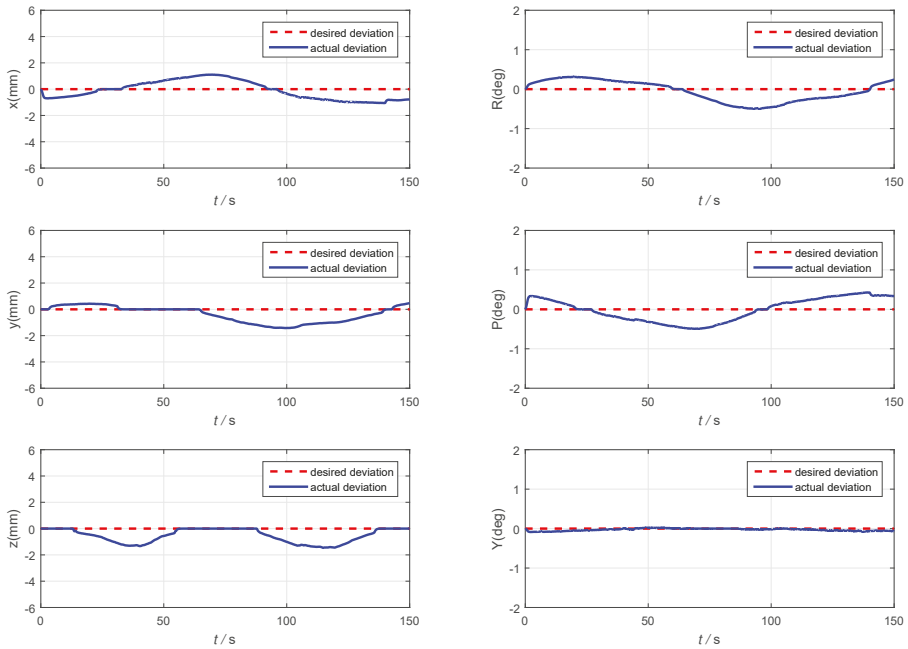 6
4
2
0
-2
-4
-6
x(mm)
desired deviation
actual deviation
0 50 100 150
t / s
2
1
0
-1
-2
R(deg)
desired deviation
actual deviation
0 50 100 150
t / s
6
4
2
0
-2
-4
-6
y(mm)
desired deviation
actual deviation
0 50 100 150
t / s
2
1
0
-1
-2
P(deg)
desired deviation
actual deviation
0 50 100 150
t / s
6
4
2
0
-2
-4
-6
z(mm)
desired deviation
actual deviation
0 50 100 150
t / s
2
1
0
-1
-2
Y(deg)
desired deviation
actual deviation
0 50 100 150
t / s